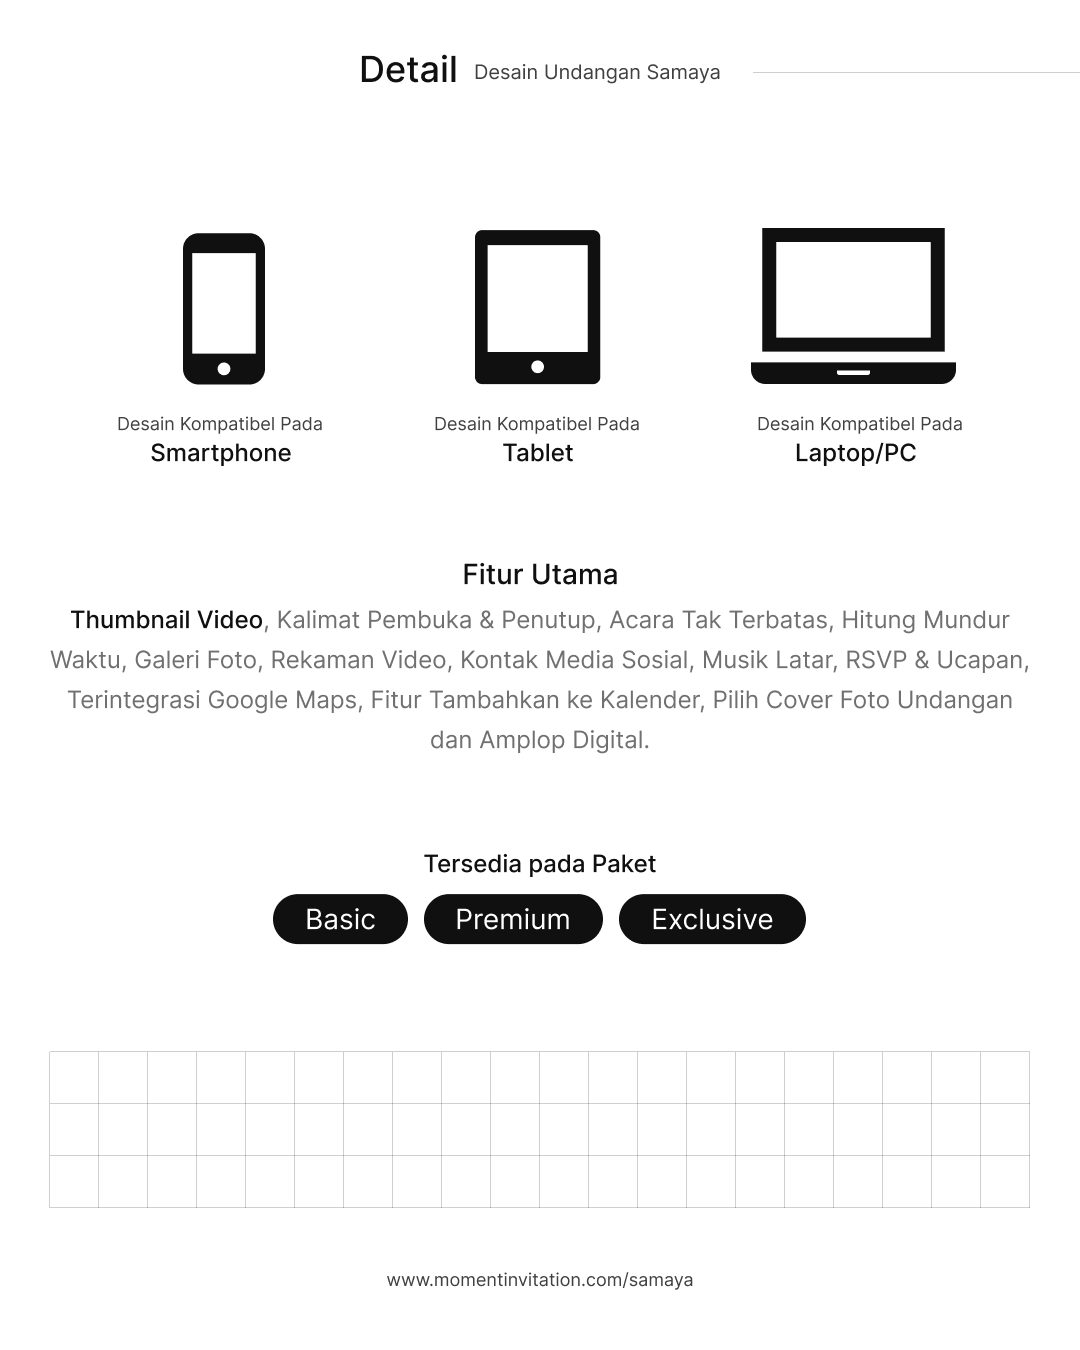 Detail Desain Undangan Samaya
Desain Kompatibel Pada
Smartphone
Desain Kompatibel Pada
Tablet
Desain Kompatibel Pada
Laptop/PC
Fitur Utama
Thumbnail Video, Kalimat Pembuka & Penutup, Acara Tak Terbatas, Hitung Mundur
Waktu, Galeri Foto, Rekaman Video, Kontak Media Sosial, Musik Latar, RSVP & Ucapan,
Terintegrasi Google Maps, Fitur Tambahkan ke Kalender, Pilih Cover Foto Undangan
dan Amplop Digital.
Tersedia pada Paket
Basic Premium Exclusive
www.momentinvitation.com/samaya